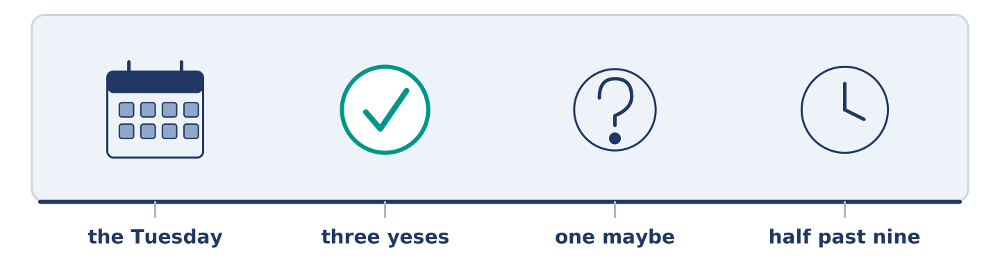 the Tuesday
three yeses
one maybe
half past nine